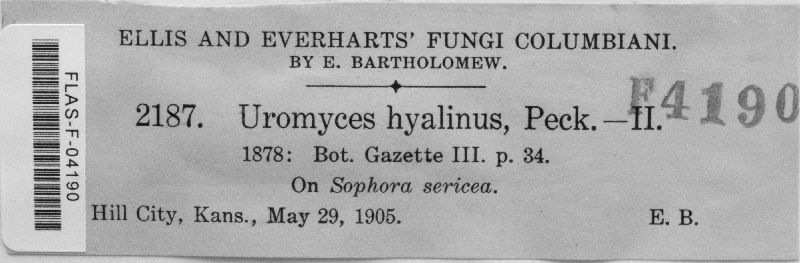 ELLIS AND EVERHARTS' FUNGI COLUMBIANI.
BY E. BARTHOLOMEW.
F4190
2187. Uromyces hyalinus, Peck.—II.
1878: Bot. Gazette III. p. 34.
On Sophora sericea.
Hill City, Kans., May 29, 1905. E. B.
FLAS-F-04190